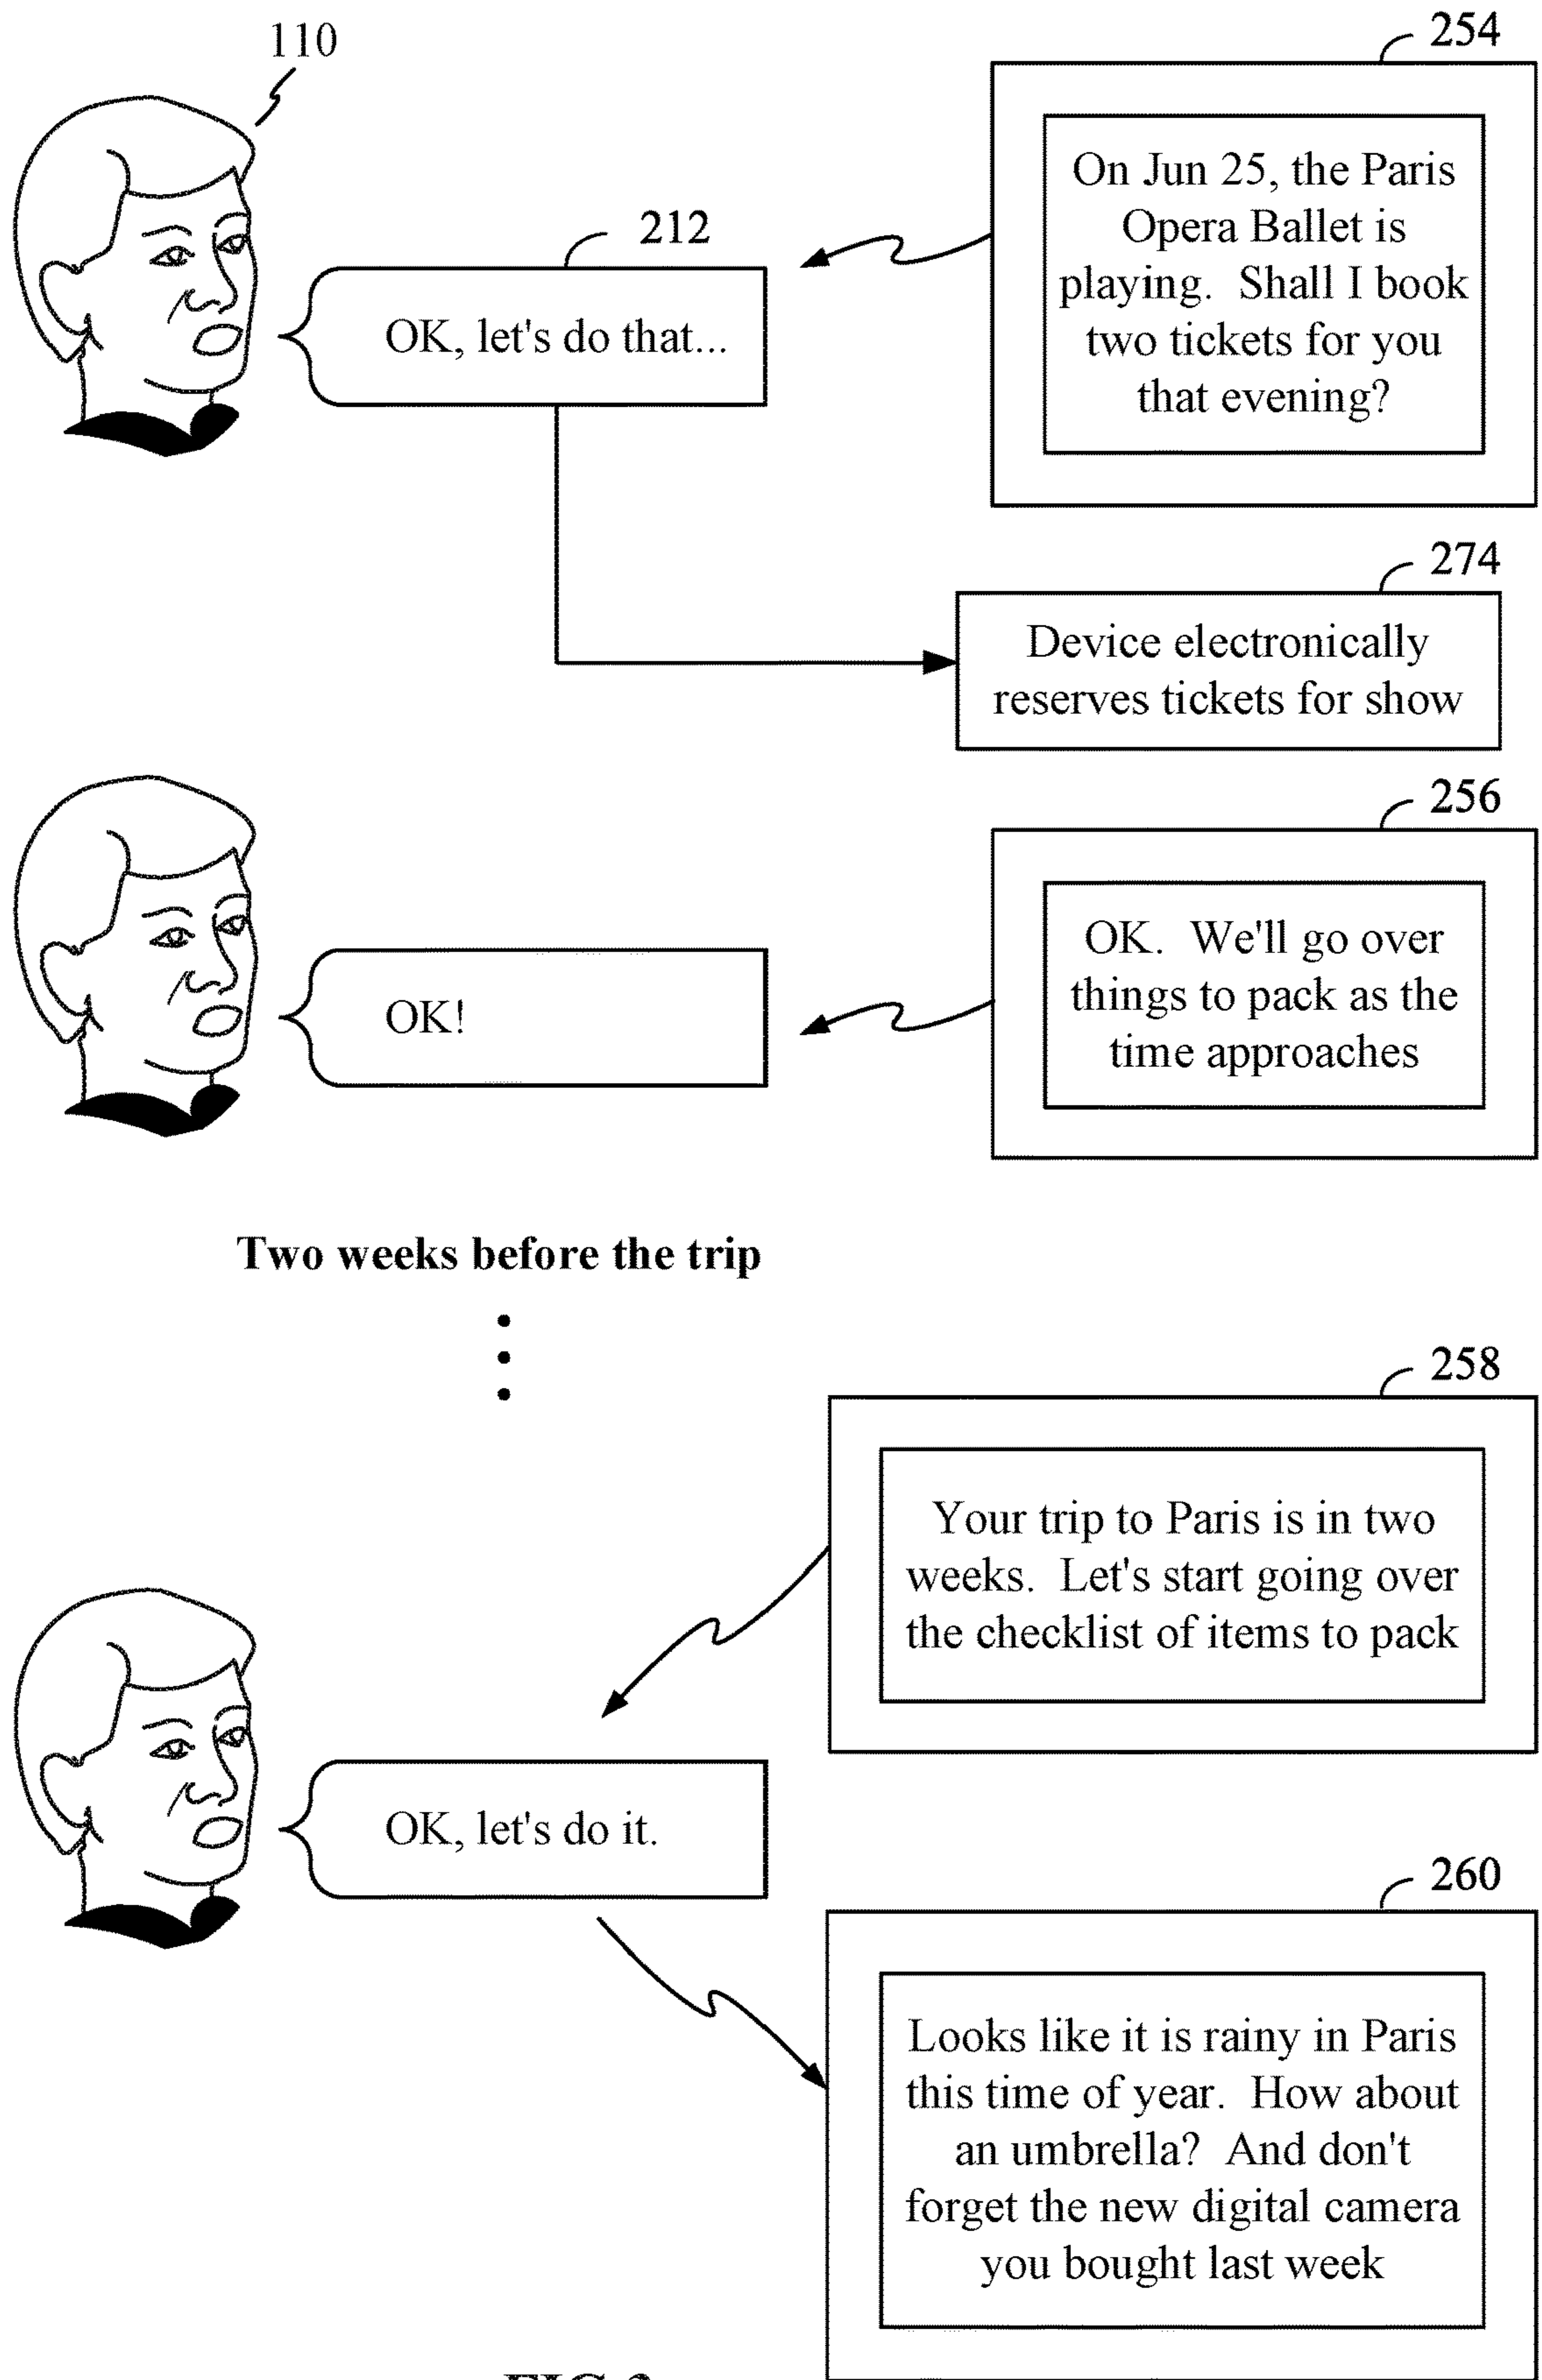 110
254
On Jun 25, the Paris
Opera Ballet is
playing.  Shall I book
two tickets for you
that evening?
212
OK, let's do that...
274
Device electronically
reserves tickets for show
256
OK.  We'll go over
things to pack as the
time approaches
OK!
Two weeks before the trip
258
Your trip to Paris is in two
weeks.  Let's start going over
the checklist of items to pack
OK, let's do it.
260
Looks like it is rainy in Paris
this time of year.  How about
an umbrella?  And don't
forget the new digital camera
you bought last week